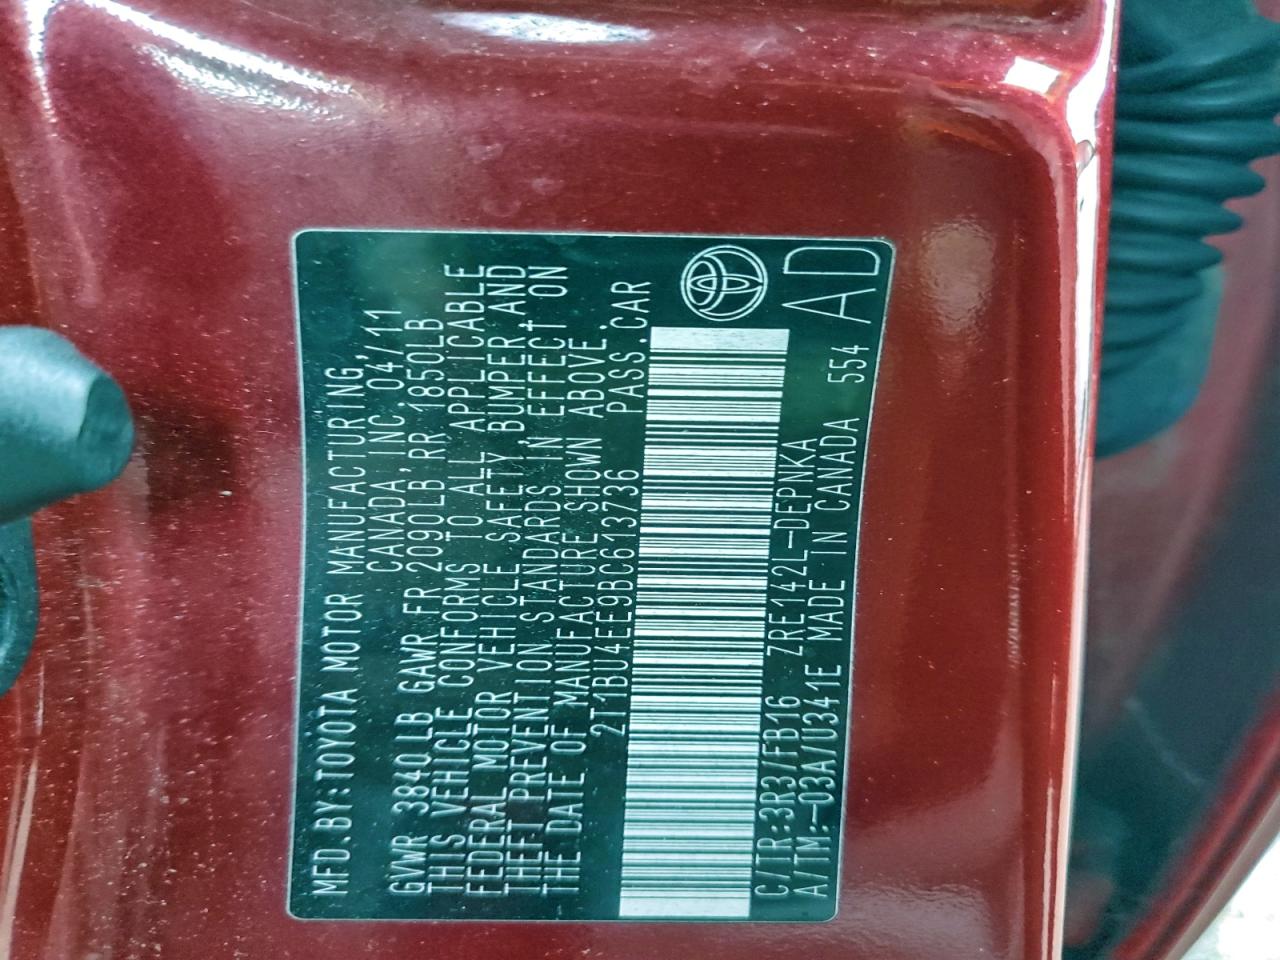 MFD.BY:TOYOTA MOTOR MANUFACTURING,
CANADA, INC 04/11
GVWR 3840LB GAWR FR 2090LB RR 1850LB
THIS VEHICLE CONFORMS TO ALL APPLICABLE
FEDERAL MOTOR VEHICLE SAFETY,BUMPER,AND
THEFT PREVENTION STANDARDS IN EFFECT ON
THE DATE OF MANUFACTURE SHOWN ABOVE.
2T1BU4EE9BC613736 PASS.CAR
C/TR:3R3/FB16 ZRE142L-DEPNKA
A/TM:-03A/U341E MADE IN CANADA 554 AD